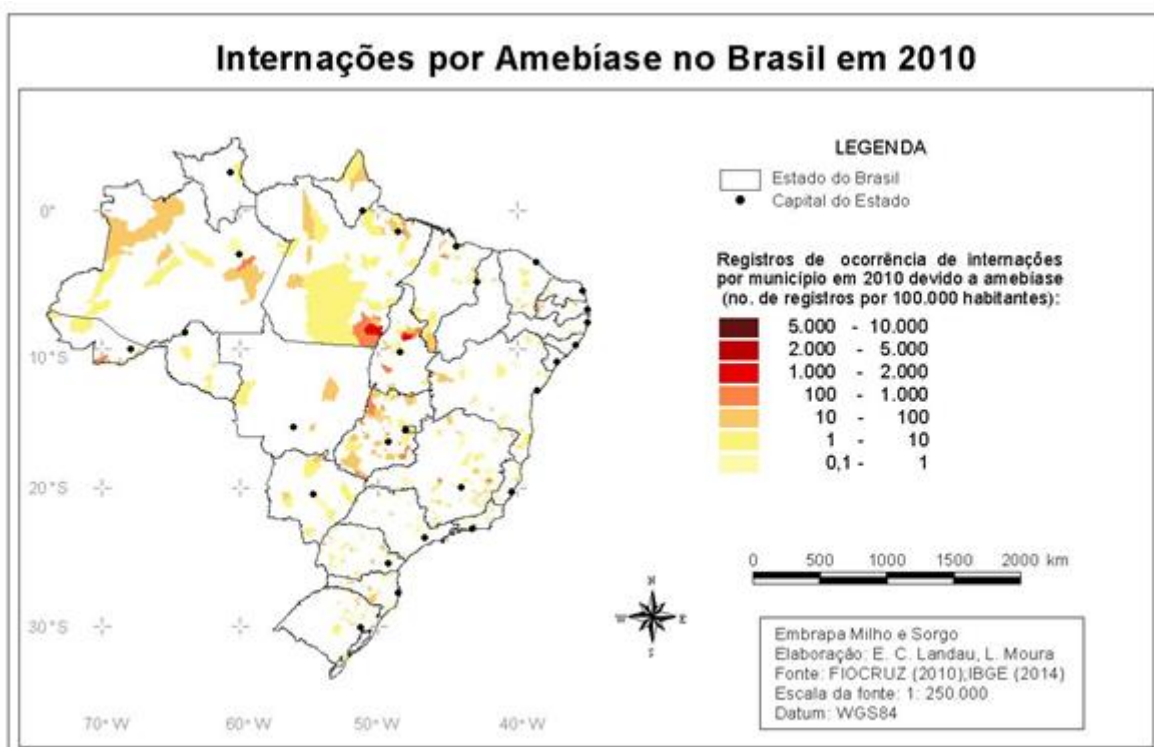 Internações por Amebíase no Brasil em 2010
LEGENDA
Estado do Brasil
Capital do Estado
Registros de ocorrência de internações
por município em 2010 devido a amebíase
(no. de registros por 100.000 habitantes):
5.000 - 10.000
2.000 - 5.000
1.000 - 2.000
100 - 1.000
10 - 100
1 - 10
0,1 - 1
0°
10°S
20°S
30°S
70° W 60° W 50° W 40° W
0 500 1000 1500 2000 km
N
W E
S
Embrapa Milho e Sorgo
Elaboração: E. C. Landau, L. Moura
Fonte: FIOCRUZ (2010);IBGE (2014)
Escala da fonte: 1: 250.000
Datum: WGS84